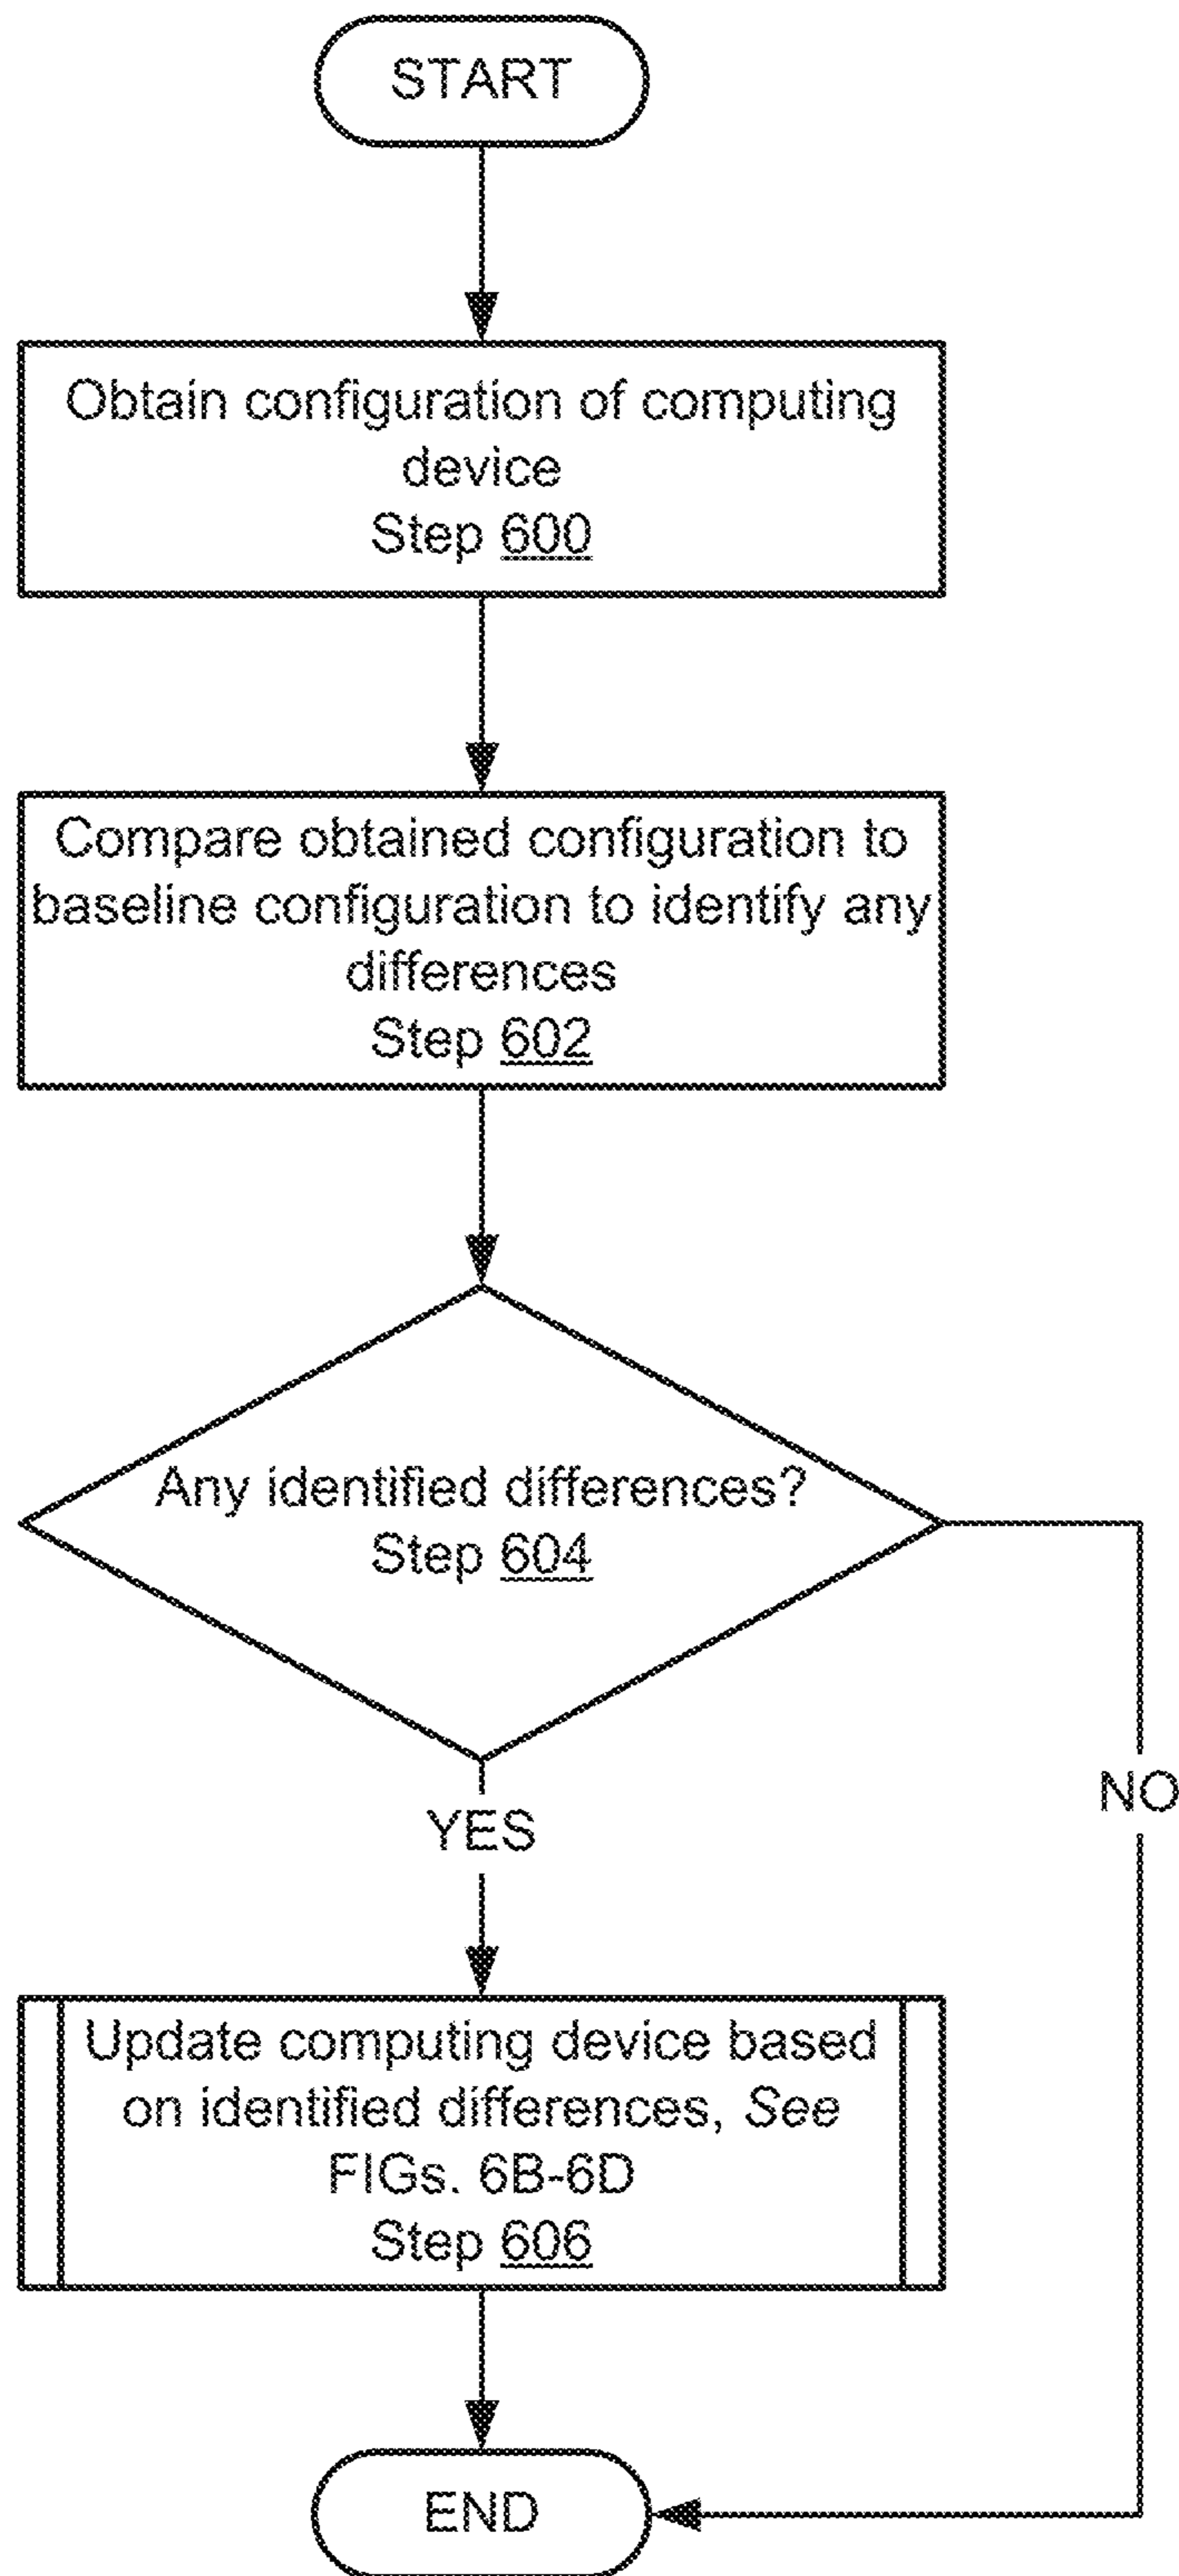 START
Obtain configuration of computing
device
Step 600
Compare obtained configuration to
baseline configuration to identify any
differences
Step 602
Any identified differences?
Step 604
NO
YES
Update computing device based
on identified differences, See
FIGs. 6B-6D
Step 606
END